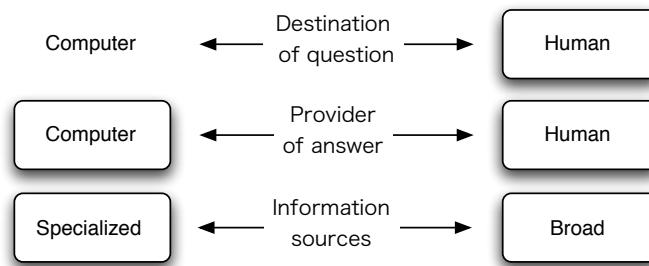 Computer
Destination
of question
Human
Computer
Provider
of answer
Human
Specialized
Information
sources
Broad